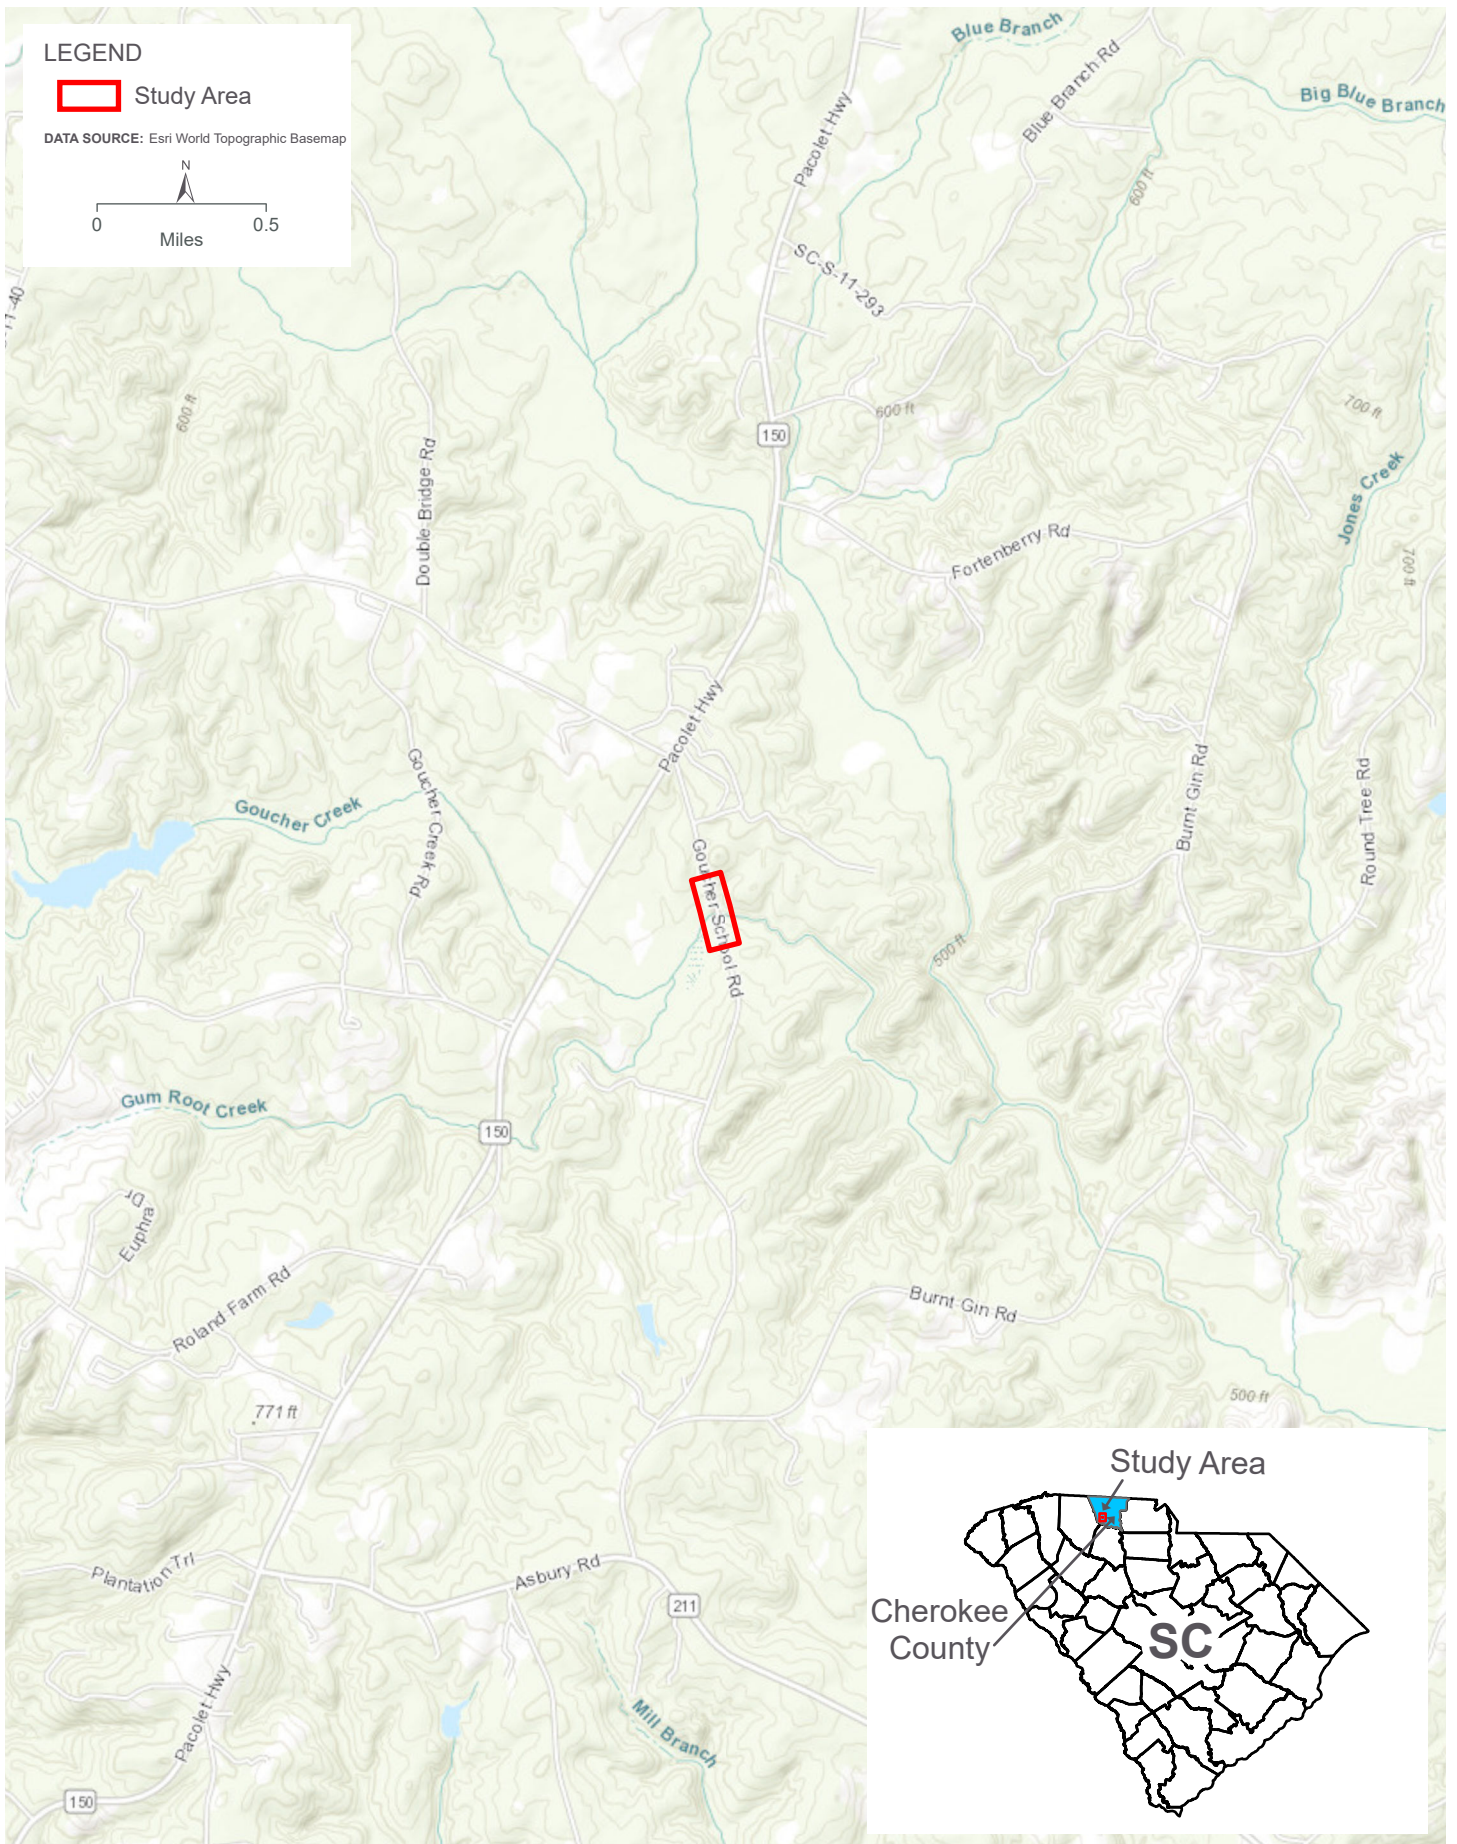 LEGEND
Study Area
DATA SOURCE: Esri World Topographic Basemap
N
0 0.5
Miles
Blue Branch
Blue Branch Rd
Big Blue Branch
Pacolet Hwy
600 ft
SC-S-11-293
11-40
600 ft
600 ft
700 ft
150
Double Bridge Rd
Jones Creek
Fortenberry Rd
700 ft
Pacolet Hwy
Goucher Creek
Goucher Creek Rd
Burnt Gin Rd
Round Tree Rd
Goucher School Rd
500 ft
Gum Root Creek
150
Euphra Dr
Roland Farm Rd
Burnt Gin Rd
771 ft
500 ft
Plantation Trl
Asbury Rd
211
Pacolet Hwy
Mill Branch
150
Study Area
Cherokee
County
SC